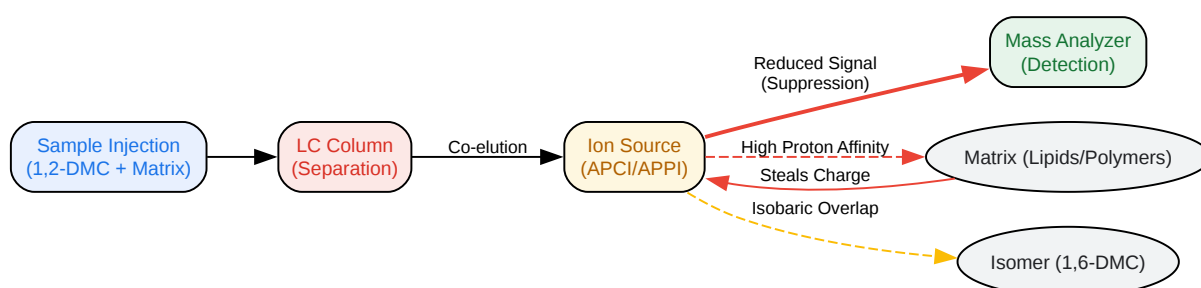 Sample Injection
(1,2-DMC + Matrix)
LC Column
(Separation)
Co-elution
Ion Source
(APCI/APPI)
Reduced Signal
(Suppression)
Mass Analyzer
(Detection)
High Proton Affinity
Steals Charge
Matrix (Lipids/Polymers)
Isobaric Overlap
Isomer (1,6-DMC)